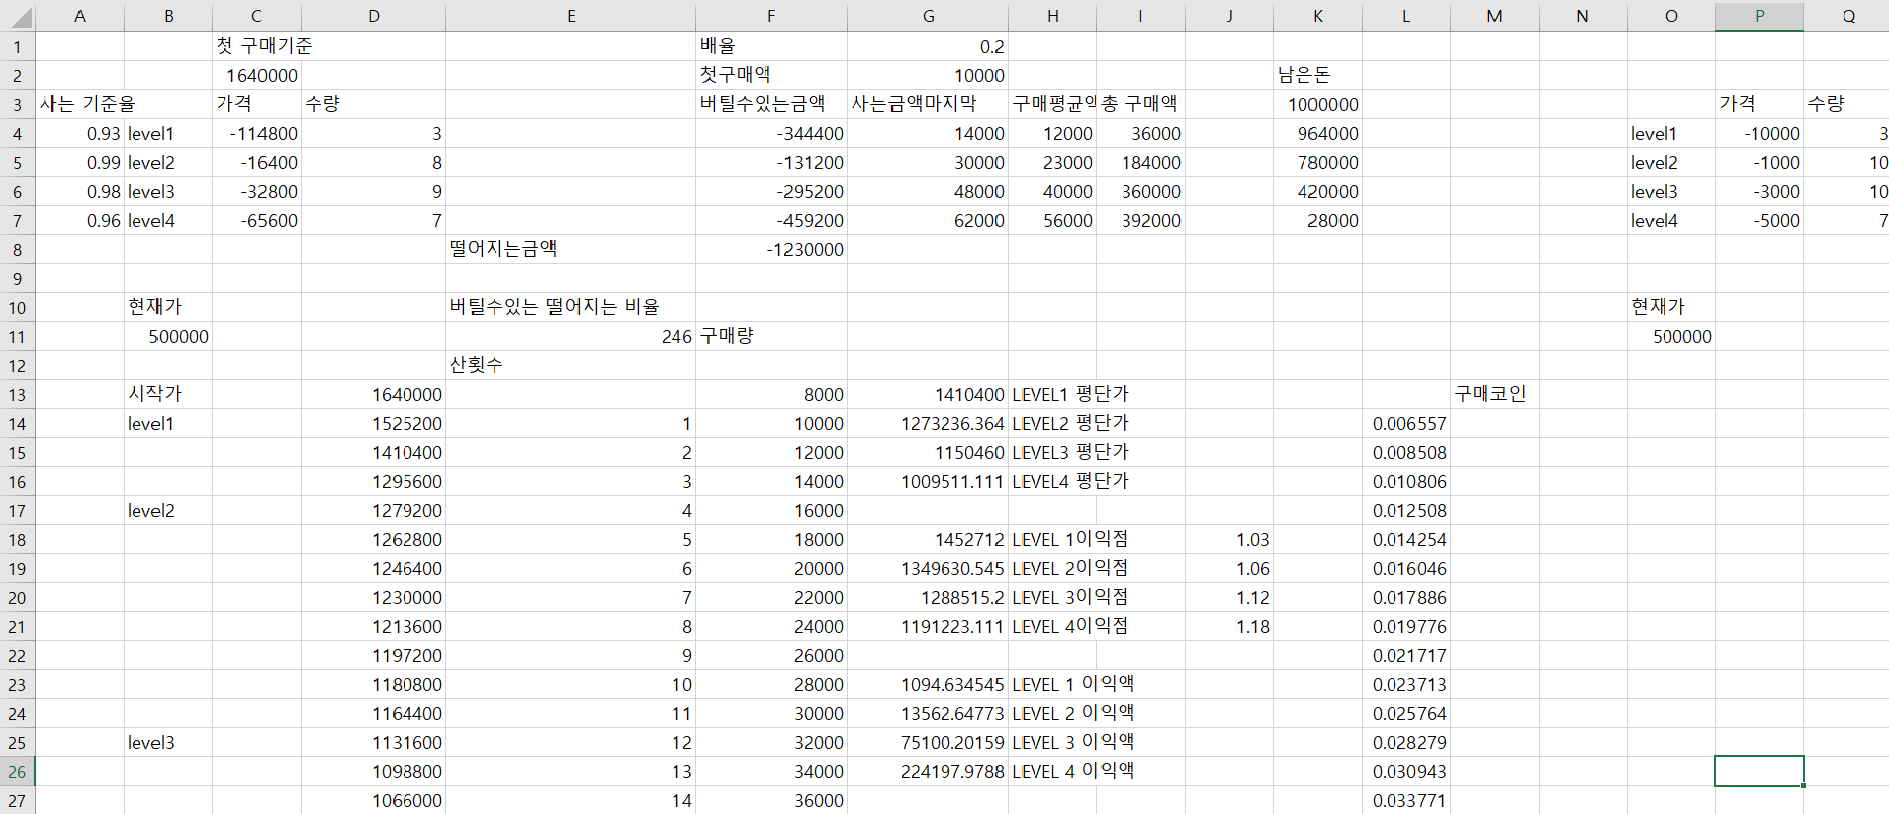 A B C D E F G H I J K L M N O P Q
1 첫 구매기준 배율 0.2
2 1640000 첫구매액 10000 남은돈
3 사는 기준율 가격 수량 버틸수있는금액 사는금액마지막 구매평균액 총 구매액 1000000 가격 수량
4 0.93 level1 -114800 3 -344400 14000 12000 36000 964000 level1 -10000 3
5 0.99 level2 -16400 8 -131200 30000 23000 184000 780000 level2 -1000 10
6 0.98 level3 -32800 9 -295200 48000 40000 360000 420000 level3 -3000 10
7 0.96 level4 -65600 7 -459200 62000 56000 392000 28000 level4 -5000 7
8 떨어지는금액 -1230000
9
10 현재가 버틸수있는 떨어지는 비율 현재가
11 500000 246 구매량 500000
12 산횟수
13 시작가 1640000 8000 1410400 LEVEL1 평단가 구매코인
14 level1 1525200 1 10000 1273236.364 LEVEL2 평단가 0.006557
15 1410400 2 12000 1150460 LEVEL3 평단가 0.008508
16 1295600 3 14000 1009511.111 LEVEL4 평단가 0.010806
17 level2 1279200 4 16000 0.012508
18 1262800 5 18000 1452712 LEVEL 1이익점 1.03 0.014254
19 1246400 6 20000 1349630.545 LEVEL 2이익점 1.06 0.016046
20 1230000 7 22000 1288515.2 LEVEL 3이익점 1.12 0.017886
21 1213600 8 24000 1191223.111 LEVEL 4이익점 1.18 0.019776
22 1197200 9 26000 0.021717
23 1180800 10 28000 1094.634545 LEVEL 1 이익액 0.023713
24 1164400 11 30000 13562.64773 LEVEL 2 이익액 0.025764
25 level3 1131600 12 32000 75100.20159 LEVEL 3 이익액 0.028279
26 1098800 13 34000 224197.9788 LEVEL 4 이익액 0.030943
27 1066000 14 36000 0.033771